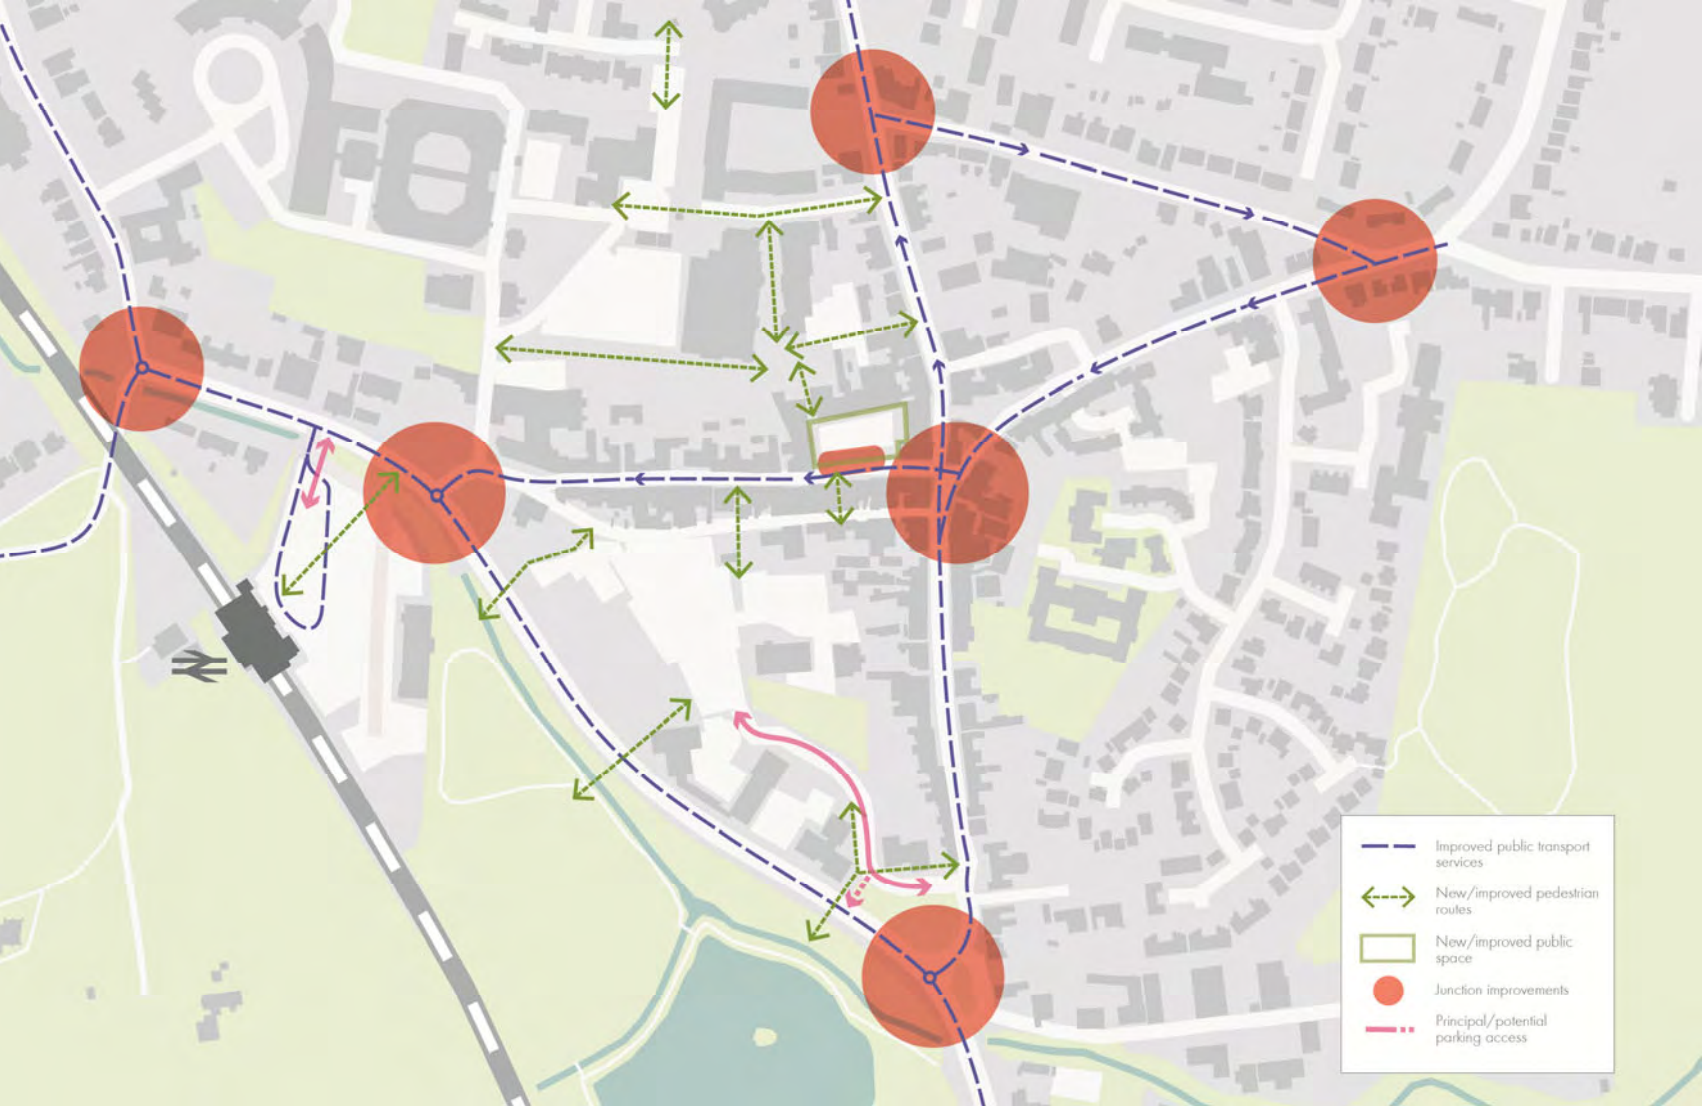 Improved public transport
services
New/improved pedestrian
routes
New/improved public
space
Junction improvements
Principal/potential
parking access